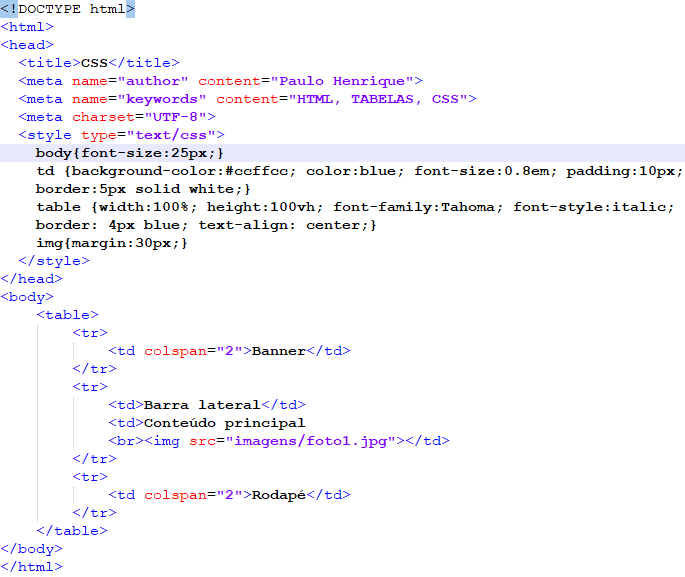 <!DOCTYPE html>
<html>
<head>
  <title>CSS</title>
  <meta name="author" content="Paulo Henrique">
  <meta name="keywords" content="HTML, TABELAS, CSS">
  <meta charset="UTF-8">
  <style type="text/css">
    body{font-size:25px;}
    td {background-color:#ccffcc; color:blue; font-size:0.8em; padding:10px;
    border:5px solid white;}
    table {width:100%; height:100vh; font-family:Tahoma; font-style:italic;
    border: 4px blue; text-align: center;}
    img{margin:30px;}
  </style>
</head>
<body>
    <table>
        <tr>
            <td colspan="2">Banner</td>
        </tr>
        <tr>
            <td>Barra lateral</td>
            <td>Conteúdo principal
            <br><img src="imagens/foto1.jpg"></td>
        </tr>
        <tr>
            <td colspan="2">Rodapé</td>
        </tr>
    </table>
</body>
</html>